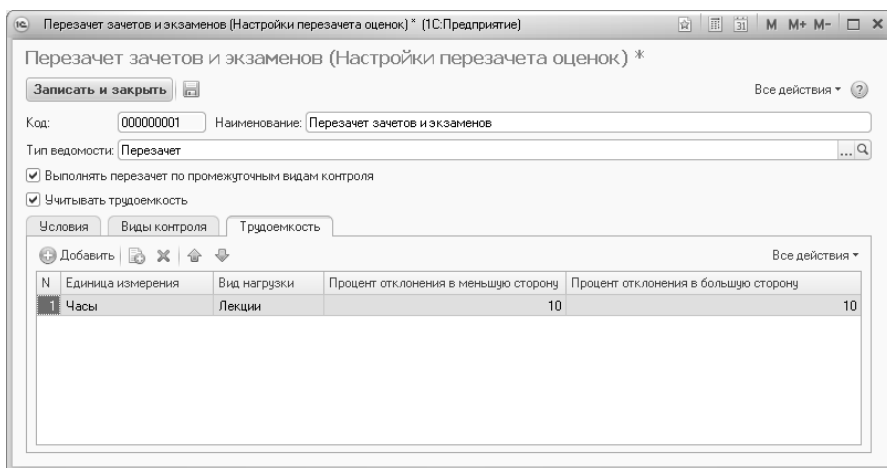 Перезачет зачетов и экзаменов (Настройки перезачета оценок) * (1С:Предприятие) 31 M M+ M-
Перезачет зачетов и экзаменов (Настройки перезачета оценок) *
Записать и закрыть Все действия ?
Код: 000000001 Наименование: Перезачет зачетов и экзаменов
Тип ведомости: Перезачет ...
Выполнять перезачет по промежуточным видам контроля
Учитывать трудоемкость
Условия Виды контроля Трудоемкость
Добавить Все действия
N Единица измерения Вид нагрузки Процент отклонения в меньшую сторону Процент отклонения в большую сторону
1 Часы Лекции 10 10